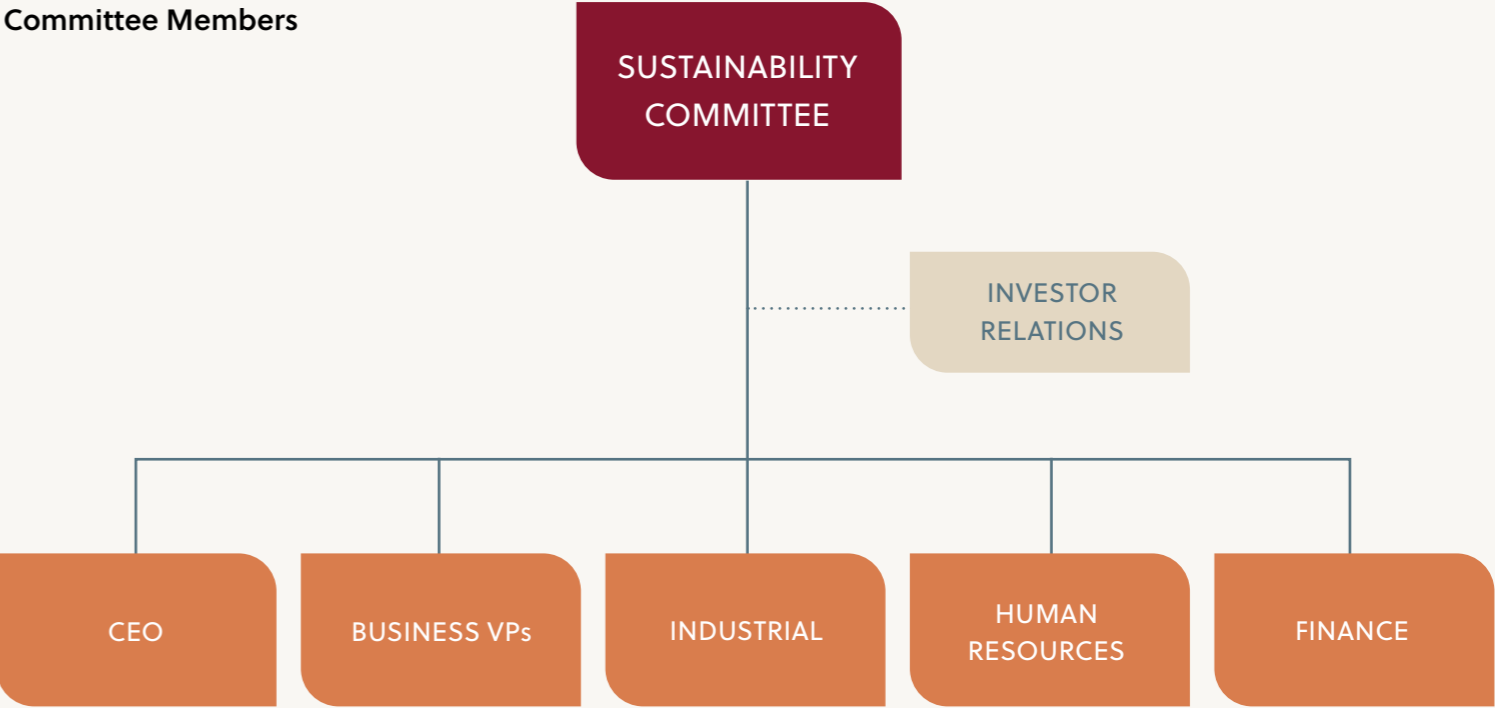 Committee Members
SUSTAINABILITY
COMMITTEE
INVESTOR
RELATIONS
CEO
BUSINESS VPs
INDUSTRIAL
HUMAN
RESOURCES
FINANCE